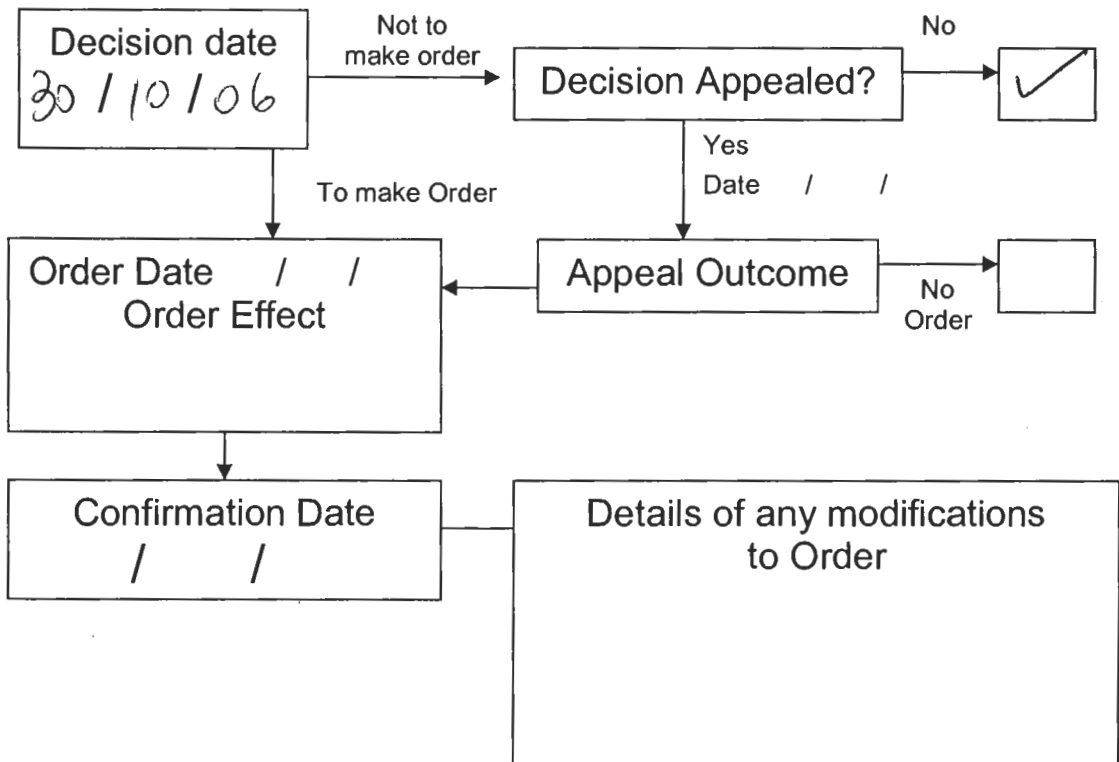 Decision date
30 / 10 / 06
Not to
make order
Decision Appealed?
No
Yes
Date / /
To make Order
Order Date / /
Order Effect
Appeal Outcome
No
Order
Confirmation Date
/ /
Details of any modifications
to Order